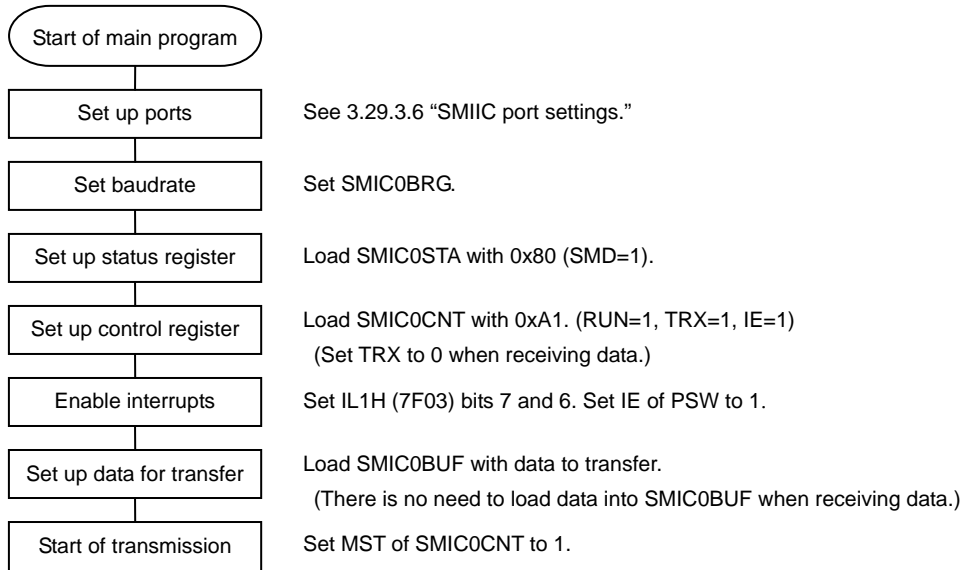 Start of main program
Set up ports
See 3.29.3.6 “SMIIC port settings.”
Set baudrate
Set SMIC0BRG.
Set up status register
Load SMIC0STA with 0x80 (SMD=1).
Set up control register
Load SMIC0CNT with 0xA1. (RUN=1, TRX=1, IE=1)
(Set TRX to 0 when receiving data.)
Enable interrupts
Set IL1H (7F03) bits 7 and 6. Set IE of PSW to 1.
Set up data for transfer
Load SMIC0BUF with data to transfer.
(There is no need to load data into SMIC0BUF when receiving data.)
Start of transmission
Set MST of SMIC0CNT to 1.